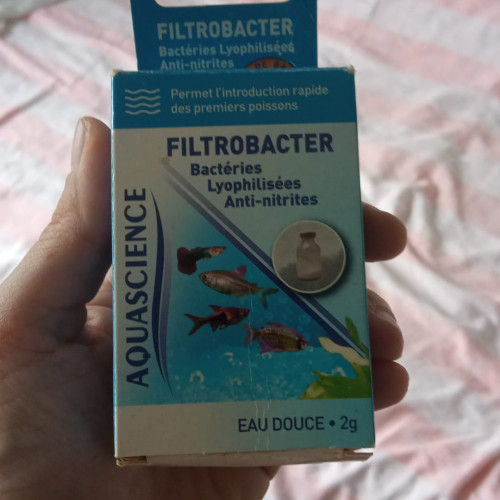 FILTROBACTER
Bactéries Lyophilisées
Anti-nitrites
Permet l'introduction rapide
des premiers poissons
FILTROBACTER
Bactéries
Lyophilisées
Anti-nitrites
AQUASCIENCE
EAU DOUCE • 2g